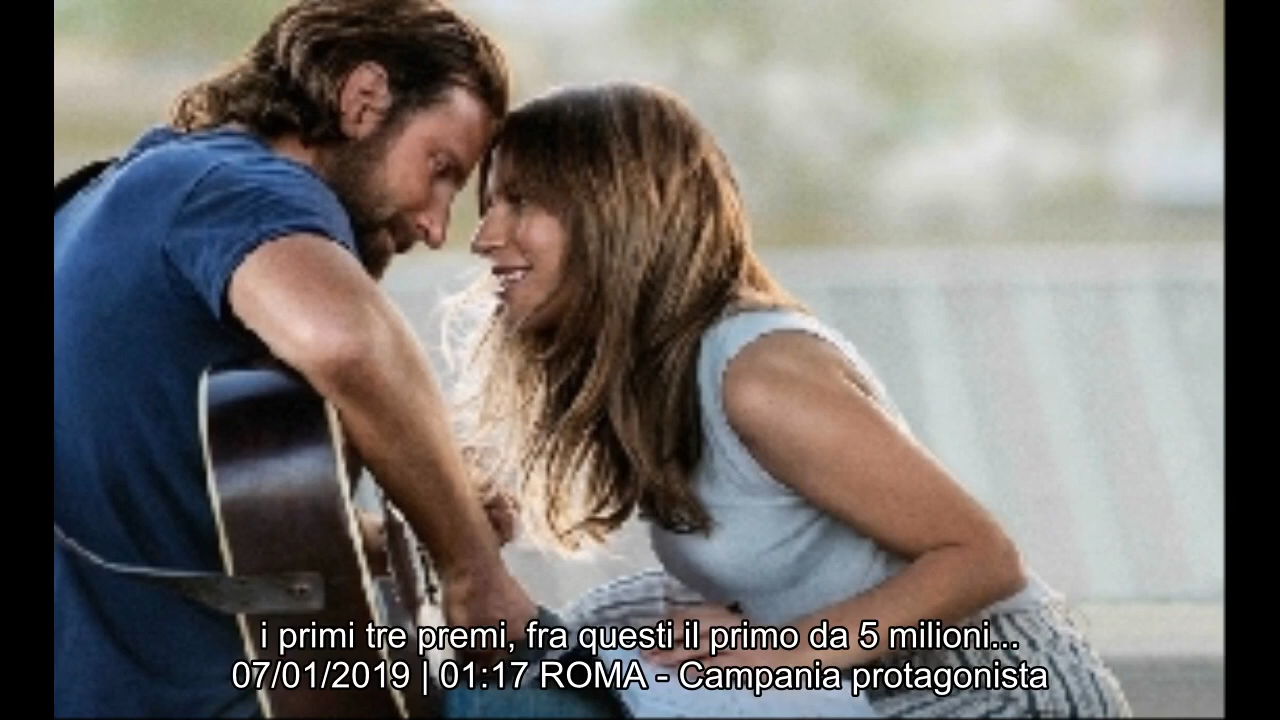 i primi tre premi, fra questi il primo da 5 milioni...
07/01/2019 | 01:17 ROMA - Campania protagonista